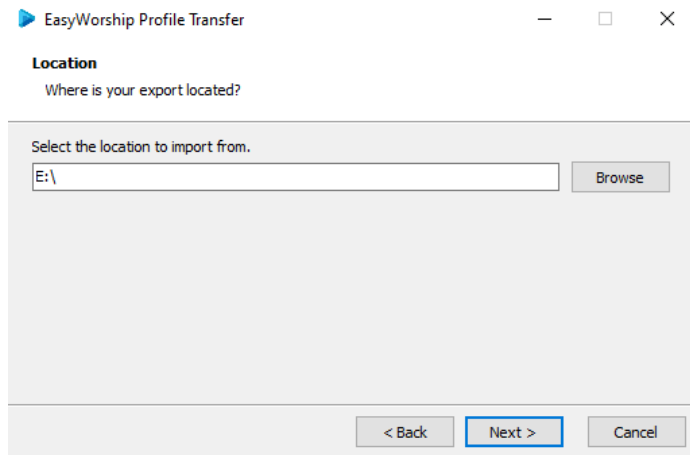 EasyWorship Profile Transfer
Location
Where is your export located?
Select the location to import from.
E:\
Browse
< Back
Next >
Cancel